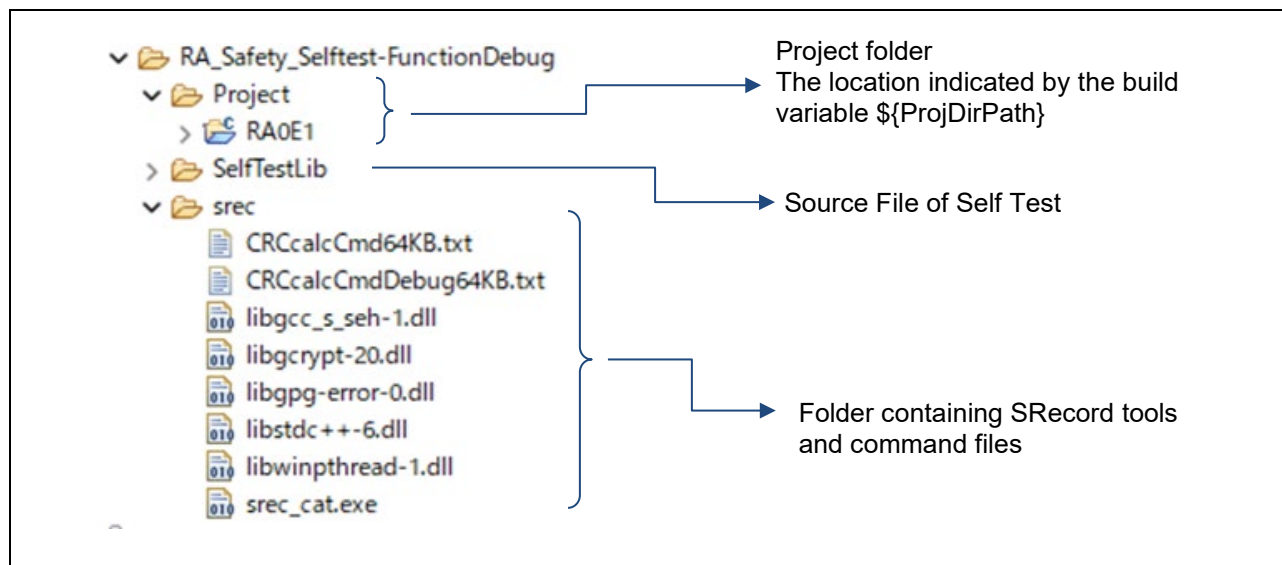 RA_Safety_Selftest-FunctionDebug
Project
RA0E1
SelfTestLib
srec
CRCcalcCmd64KB.txt
CRCcalcCmdDebug64KB.txt
libgcc_s_seh-1.dll
libgcrypt-20.dll
libgpg-error-0.dll
libstdc++-6.dll
libwinpthread-1.dll
srec_cat.exe
Project folder
The location indicated by the build
variable ${ProjDirPath}
Source File of Self Test
Folder containing SRecord tools
and command files